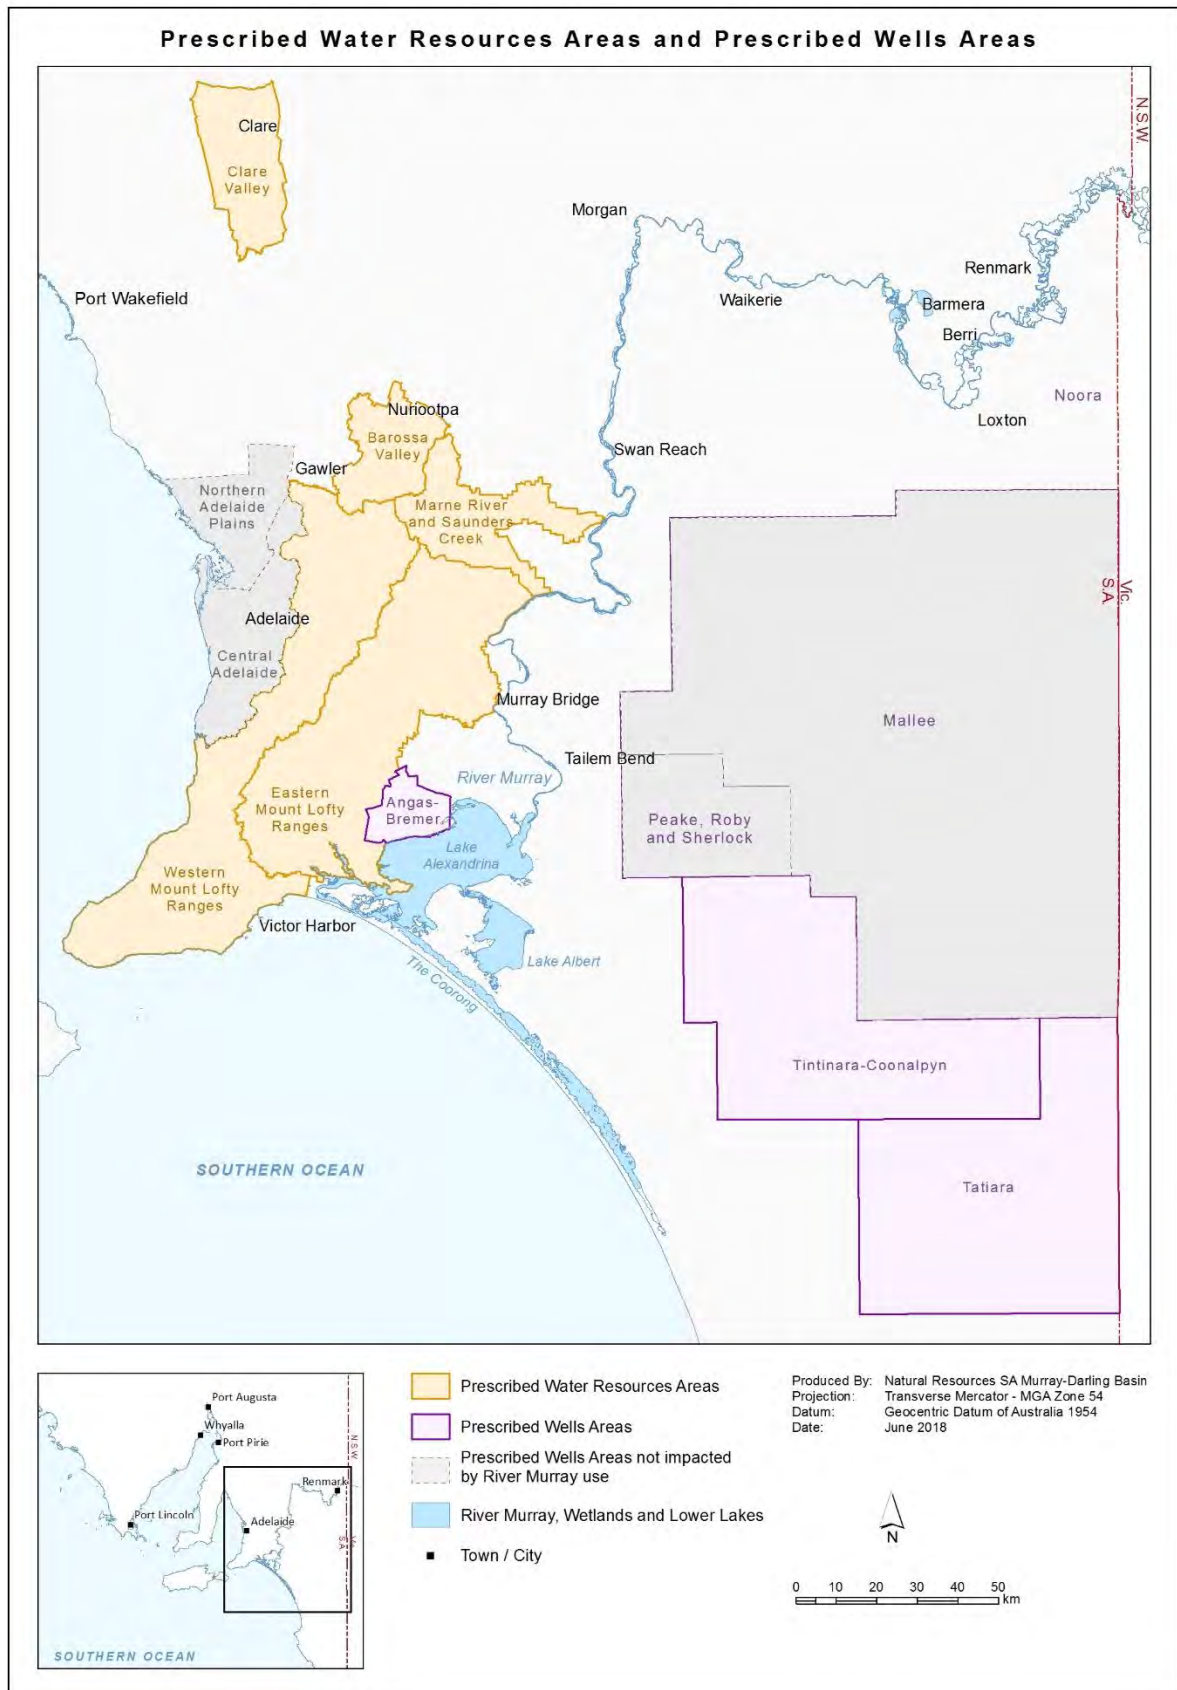 Prescribed Water Resources Areas and Prescribed Wells Areas
N.S.W.
Clare
Clare
Valley
Morgan
Renmark
Port Wakefield
Waikerie
Barmera
Berri
Noora
Loxton
Nuriootpa
Barossa
Valley
Swan Reach
Gawler
Northern
Adelaide
Plains
Marne River
and Saunders
Creek
Vic.
S.A
Adelaide
Central
Adelaide
Murray Bridge
Mallee
Tailem Bend
River Murray
Eastern
Mount Lofty
Ranges
Angas-
Bremer
Peake, Roby
and Sherlock
Lake
Alexandrina
Western
Mount Lofty
Ranges
Victor Harbor
Lake Albert
The Coorong
Tintinara-Coonalpyn
SOUTHERN OCEAN
Tatiara
Port Augusta
Whyalla
Port Pirie
N.S.W
Renmark
Port Lincoln
Adelaide
Vic
SA
SOUTHERN OCEAN
Prescribed Water Resources Areas
Prescribed Wells Areas
Prescribed Wells Areas not impacted
by River Murray use
River Murray, Wetlands and Lower Lakes
Town / City
Produced By: Natural Resources SA Murray-Darling Basin
Projection: Transverse Mercator - MGA Zone 54
Datum: Geocentric Datum of Australia 1954
Date: June 2018
N
0 10 20 30 40 50
km